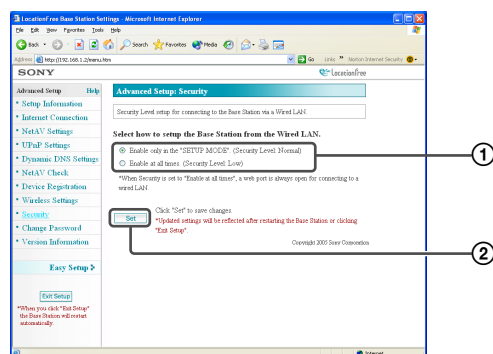 LocationFree Base Station Settings - Microsoft Internet Explorer
File Edit View Favorites Tools Help
Back Search Favorites Media
Address http://192.168.1.2/menu.htm Go Links » Norton Internet Security
SONY LocationFree
Advanced Setup Help
* Setup Information
* Internet Connection
* NetAV Settings
* UPnP Settings
* Dynamic DNS Settings
* NetAV Check
* Device Registration
* Wireless Settings
* Security
* Change Password
* Version Information
Easy Setup
Exit Setup
*When you click "Exit Setup"
the Base Station will restart
automatically.
Advanced Setup: Security
Security Level setup for connecting to the Base Station via a Wired LAN.
Select how to setup the Base Station from the Wired LAN.
Enable only in the "SETUP MODE". (Security Level: Normal)
Enable at all times. (Security Level: Low)
*When Security is set to "Enable at all times", a web port is always open for connecting to a
wired LAN.
Set
Click "Set" to save changes.
*Updated settings will be reflected after restarting the Base Station or clicking
"Exit Setup".
Copyright 2005 Sony Corporation
Internet
1
2